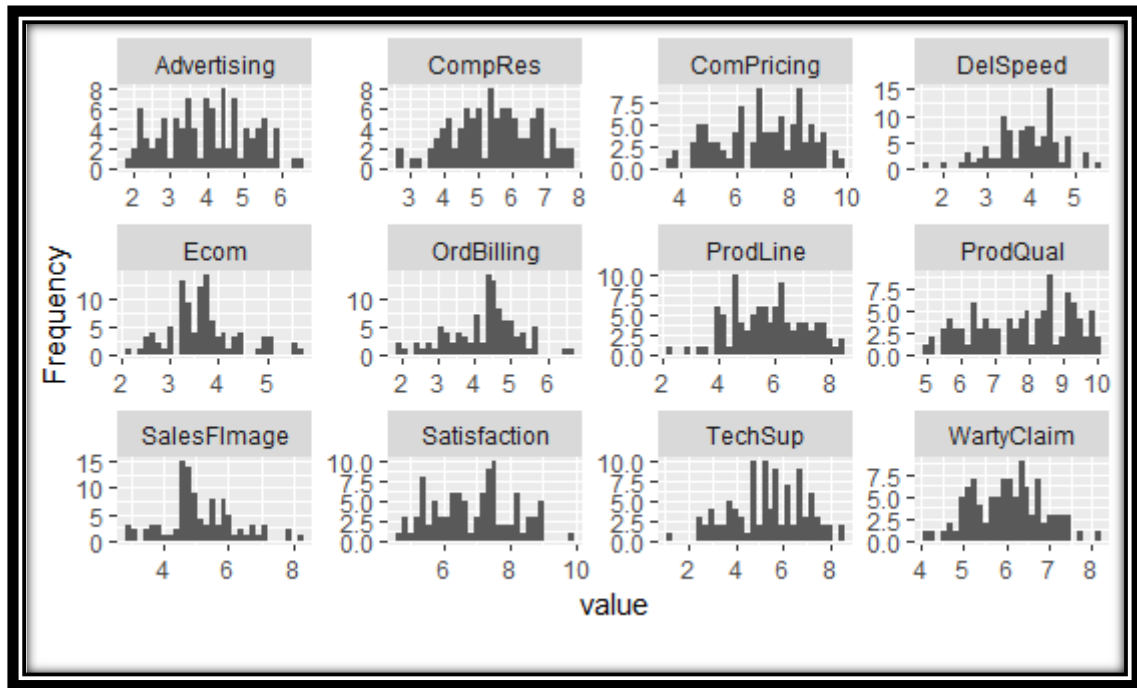 Advertising CompRes ComPricing DelSpeed
8 6 4 2 0
8 6 4 2 0
7.5 5.0 2.5 0.0
15 10 5 0
2 3 4 5 6
3 4 5 6 7 8
4 6 8 10
2 3 4 5
Ecom OrdBilling ProdLine ProdQual
10 5 0
10 5 0
10.0 7.5 5.0 2.5 0.0
7.5 5.0 2.5 0.0
2 3 4 5
2 3 4 5 6
2 4 6 8
5 6 7 8 9 10
SalesFImage Satisfaction TechSup WartyClaim
15 10 5 0
10.0 7.5 5.0 2.5 0.0
10.0 7.5 5.0 2.5 0.0
7.5 5.0 2.5 0.0
4 6 8
6 8 10
2 4 6 8
4 5 6 7 8
Frequency
value